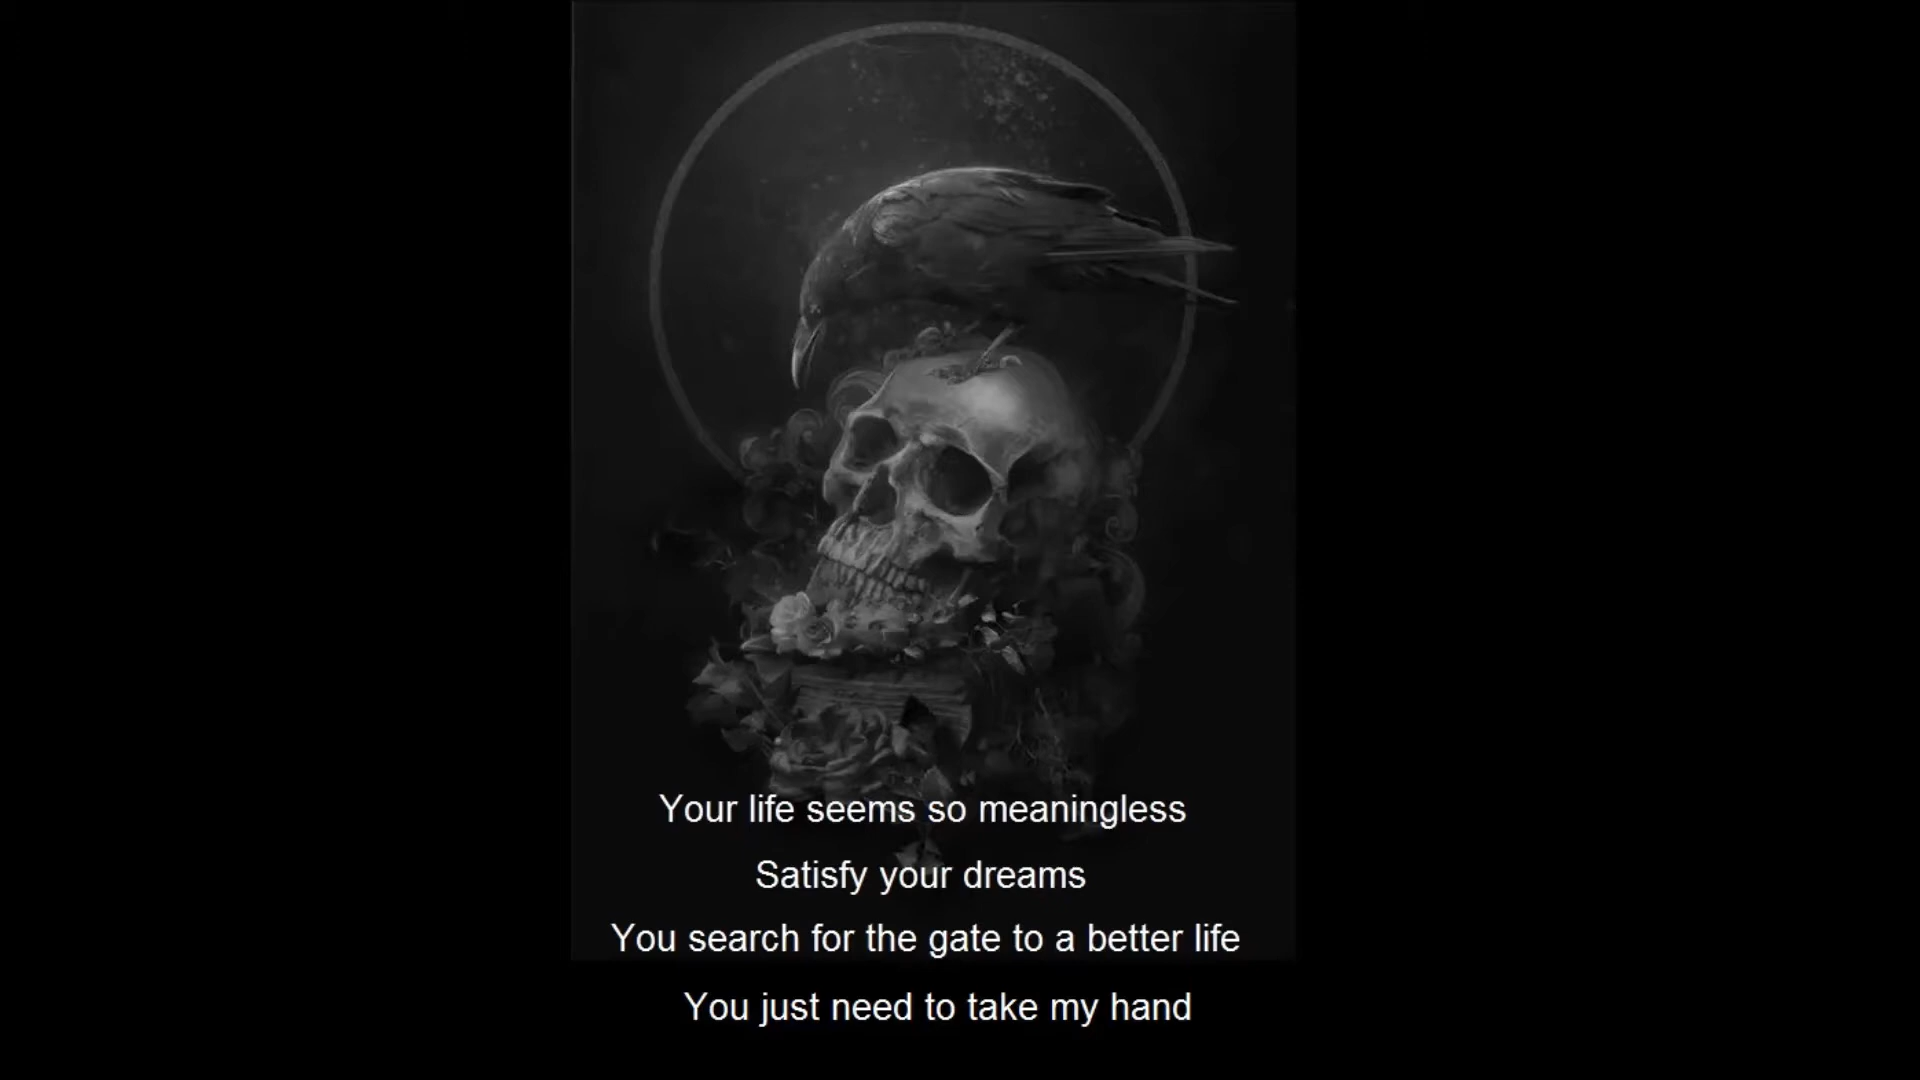 Your life seems so meaningless
Satisfy your dreams
You search for the gate to a better life
You just need to take my hand